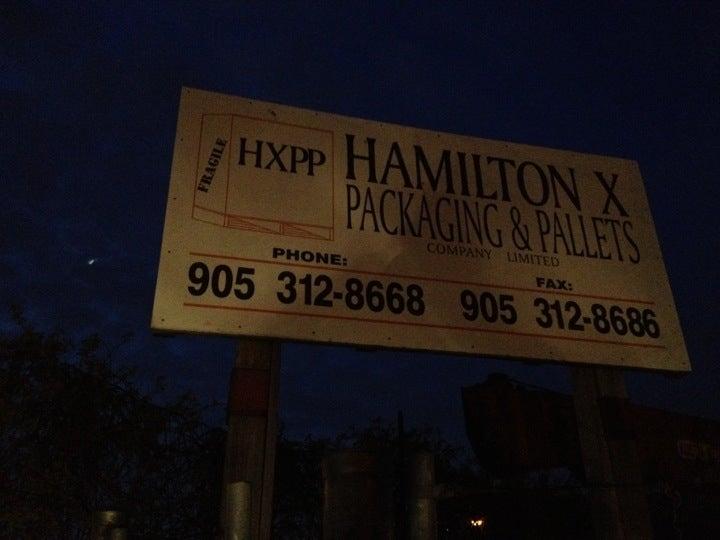 FRAGILE
HXPP
HAMILTON X
PACKAGING & PALLETS
COMPANY LIMITED
PHONE: FAX:
905 312-8668 905 312-8686